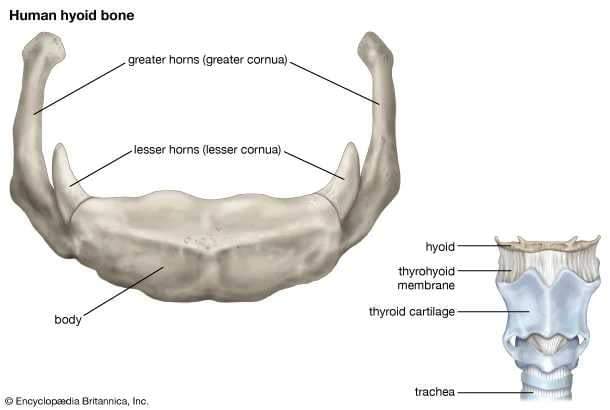 Human hyoid bone
greater horns (greater cornua)
lesser horns (lesser cornua)
body
hyoid
thyrohyoid
membrane
thyroid cartilage
trachea
© Encyclopædia Britannica, Inc.